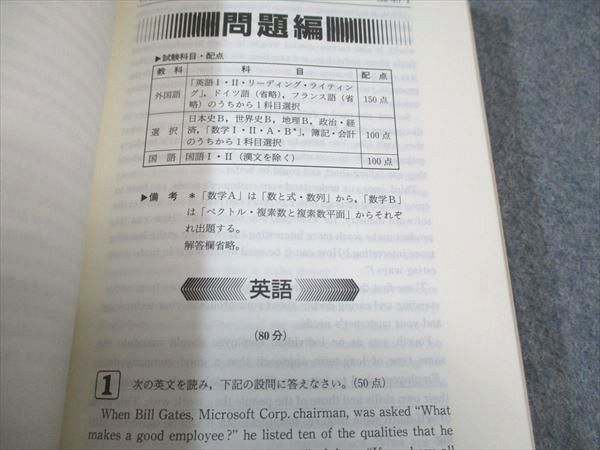 問題編
▶試験科目・配点
教科 科目 配点
外国語 「英語Ⅰ・Ⅱ・リーディング・ライティング」, ドイツ語（省略）, フランス語（省略）のうちから1科目選択 150点
選択 日本史B, 世界史B, 地理B, 政治・経済, 「数学Ⅰ・Ⅱ・A・B*」, 簿記・会計のうちから1科目選択 100点
国語 国語Ⅰ・Ⅱ（漢文を除く） 100点
▶備考 *「数学A」は「数と式・数列」から,「数学B」
は「ベクトル・複素数と複素数平面」からそれぞ
れ出題する。
解答欄省略。
英語
(80分)
1 次の英文を読み, 下記の設問に答えなさい。(50点)
When Bill Gates, Microsoft Corp. chairman, was asked “What
makes a good employee?” he listed ten of the qualities that he